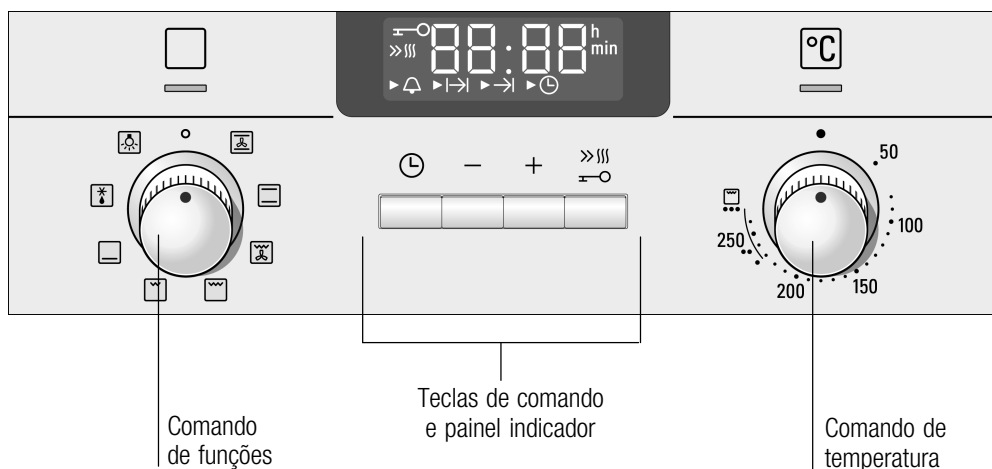 88:88 h
min
°C
50
100
150
200
250
− +
Teclas de comando
e painel indicador
Comando
de funções
Comando de
temperatura